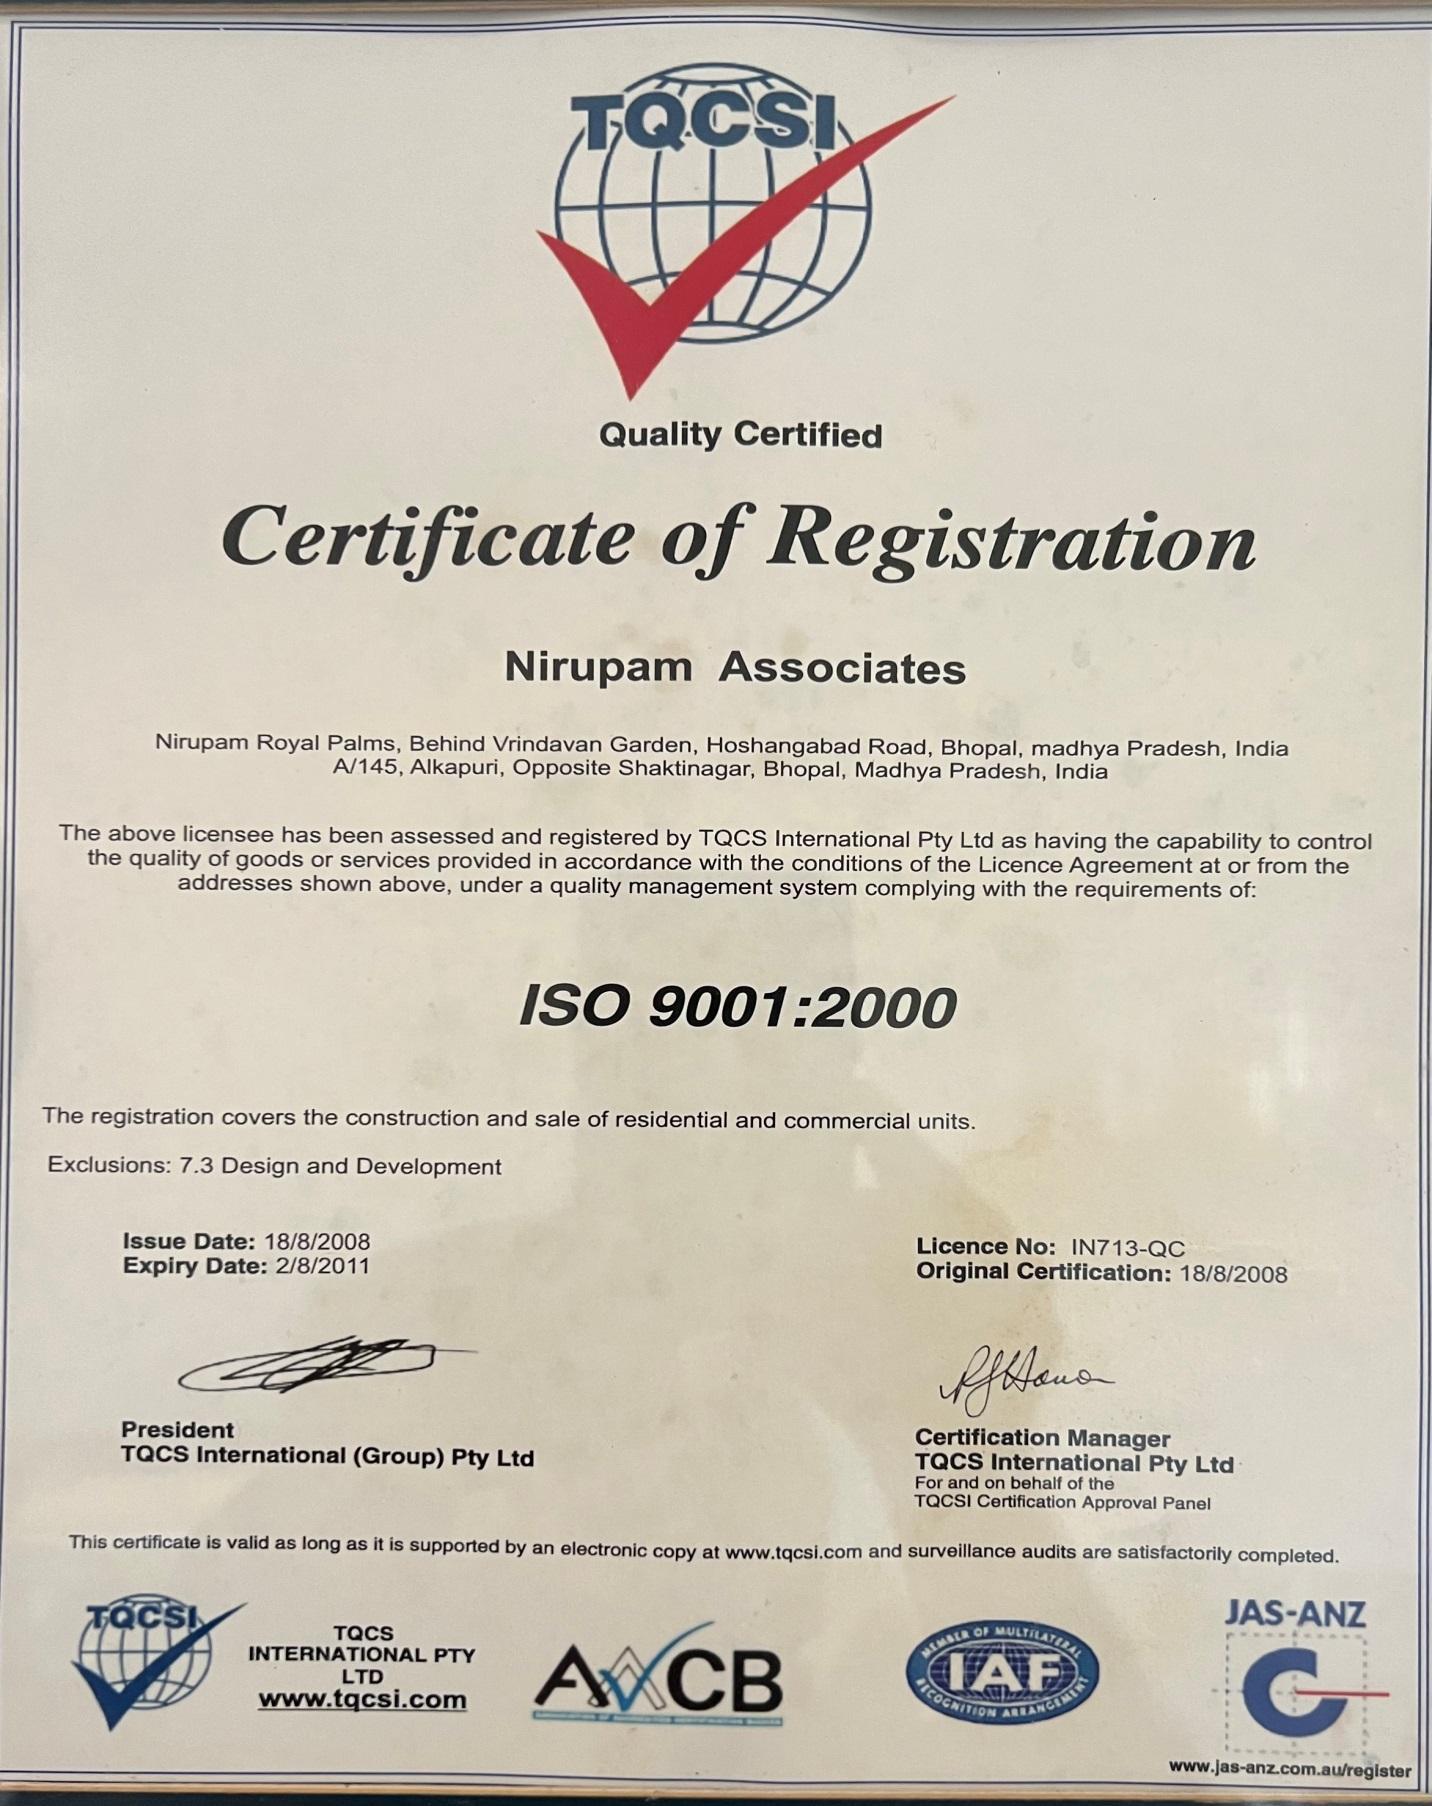 TQCSI
Quality Certified
Certificate of Registration
Nirupam Associates
Nirupam Royal Palms, Behind Vrindavan Garden, Hoshangabad Road, Bhopal, madhya Pradesh, India
A/145, Alkapuri, Opposite Shaktinagar, Bhopal, Madhya Pradesh, India
The above licensee has been assessed and registered by TQCS International Pty Ltd as having the capability to control
the quality of goods or services provided in accordance with the conditions of the Licence Agreement at or from the
addresses shown above, under a quality management system complying with the requirements of:
ISO 9001:2000
The registration covers the construction and sale of residential and commercial units.
Exclusions: 7.3 Design and Development
Issue Date: 18/8/2008
Expiry Date: 2/8/2011
Licence No: IN713-QC
Original Certification: 18/8/2008
President
TQCS International (Group) Pty Ltd
Certification Manager
TQCS International Pty Ltd
For and on behalf of the
TQCSI Certification Approval Panel
This certificate is valid as long as it is supported by an electronic copy at www.tqcsi.com and surveillance audits are satisfactorily completed.
TQCSI
TQCS
INTERNATIONAL PTY
LTD
www.tqcsi.com
AVCB
MEMBER OF MULTILATERAL
IAF
RECOGNITION ARRANGEMENT
JAS-ANZ
www.jas-anz.com.au/register